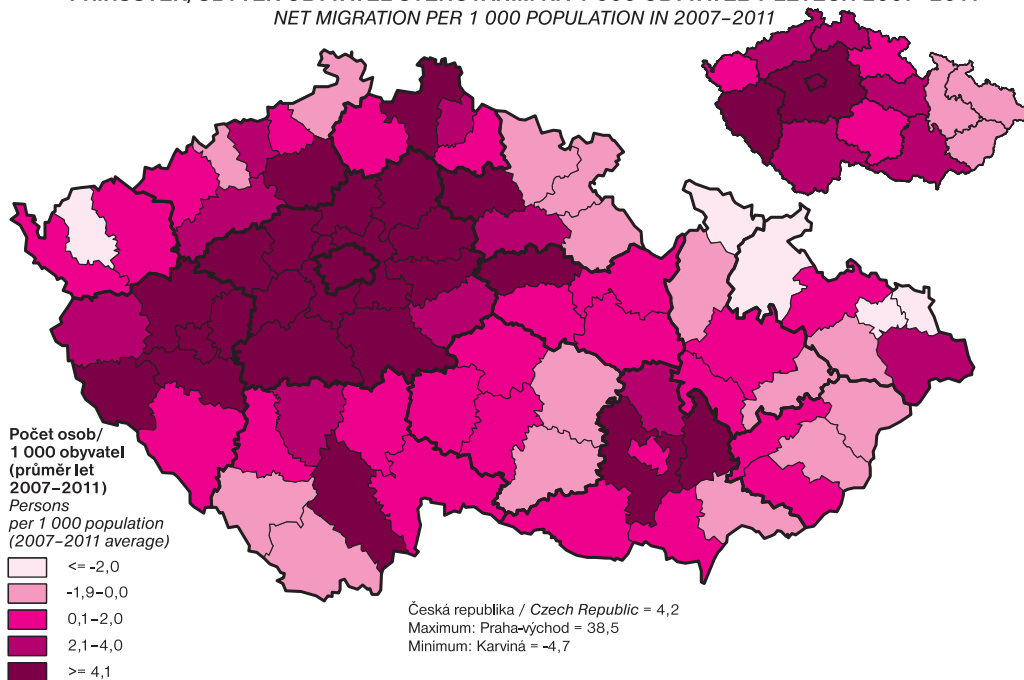 NET MIGRATION PER 1 000 POPULATION IN 2007–2011
Počet osob/
1 000 obyvatel
(průměr let
2007–2011)
Persons
per 1 000 population
(2007–2011 average)
<= -2,0
-1,9–0,0
0,1–2,0
2,1–4,0
>= 4,1
Česká republika / Czech Republic = 4,2
Maximum: Praha-východ = 38,5
Minimum: Karviná = -4,7